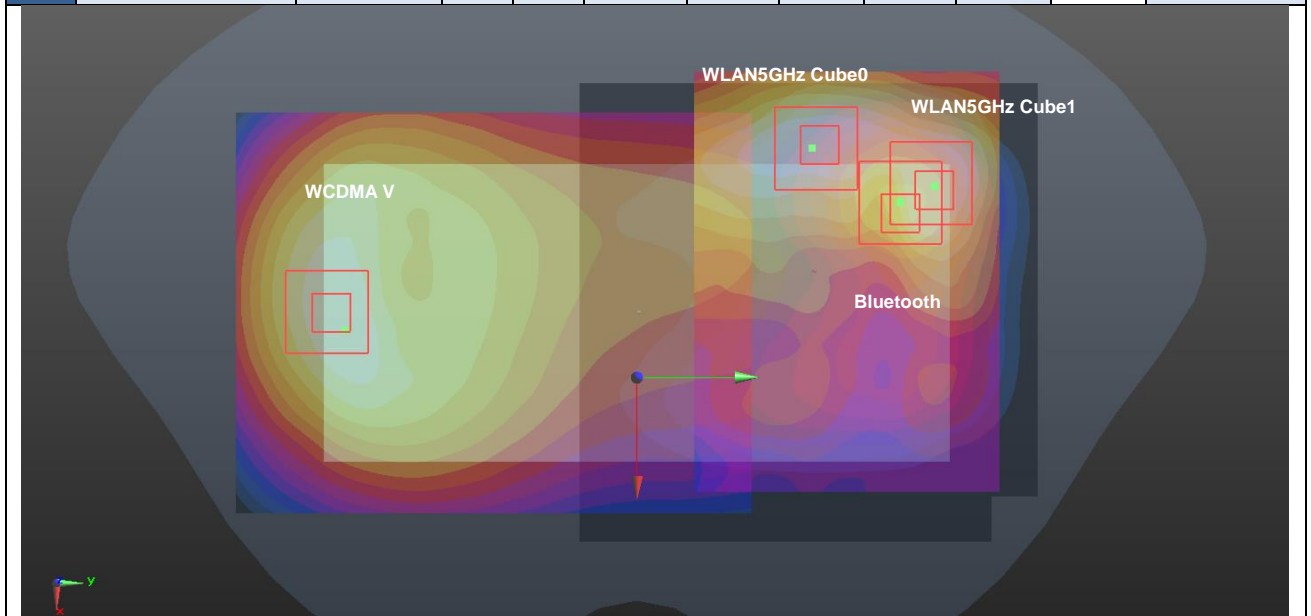 WLAN5GHz Cube0
WLAN5GHz Cube1
WCDMA V
Bluetooth
y
x